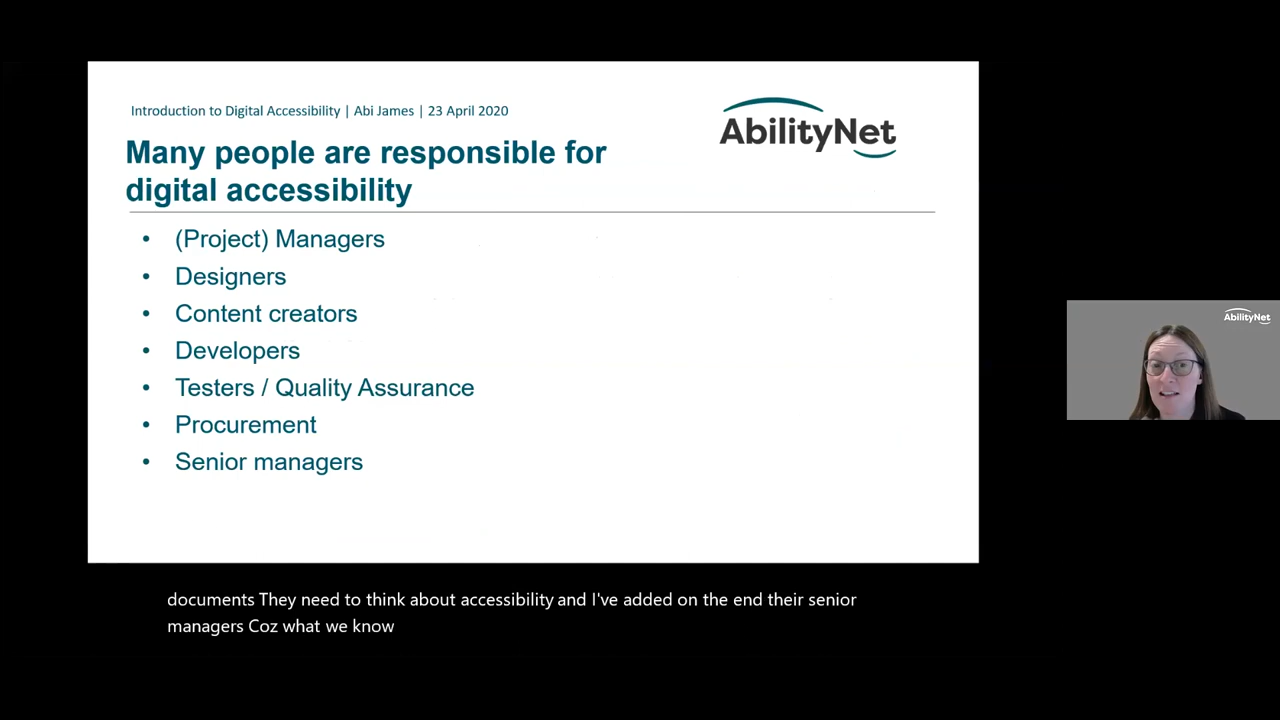 Introduction to Digital Accessibility | Abi James | 23 April 2020
AbilityNet
Many people are responsible for
digital accessibility
• (Project) Managers
• Designers
• Content creators
• Developers
• Testers / Quality Assurance
• Procurement
• Senior managers
AbilityNet
documents They need to think about accessibility and I've added on the end their senior
managers Coz what we know